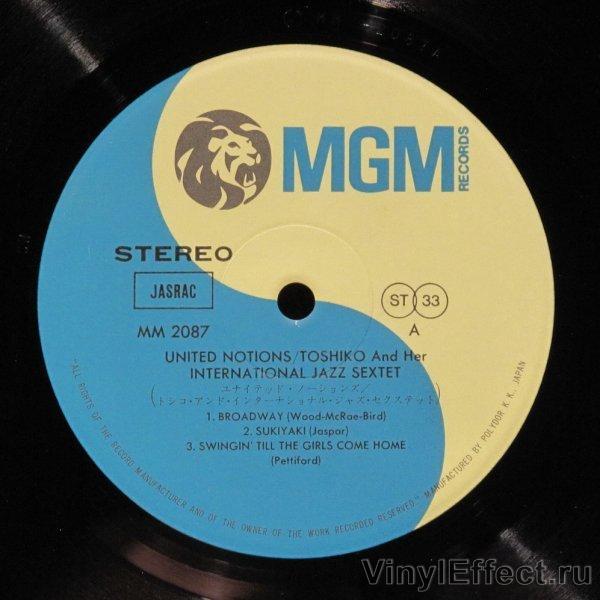 MGM
RECORDS
STEREO
JASRAC
ST 33
MM 2087
A
UNITED NOTIONS/TOSHIKO And Her
INTERNATIONAL JAZZ SEXTET
ユナイテッド・ノーションズ/
(トシコ・アンド・インターナショナル・ジャズ・セクステット)
1. BROADWAY (Wood-McRae-Bird)
2. SUKIYAKI (Jaspar)
3. SWINGIN' TILL THE GIRLS COME HOME
(Pettiford)
"ALL RIGHTS OF THE RECORD MANUFACTURER AND OF THE OWNER OF THE WORK RECORDED RESERVED." MANUFACTURED BY POLYDOR K. K., JAPAN
VinylEffect.ru